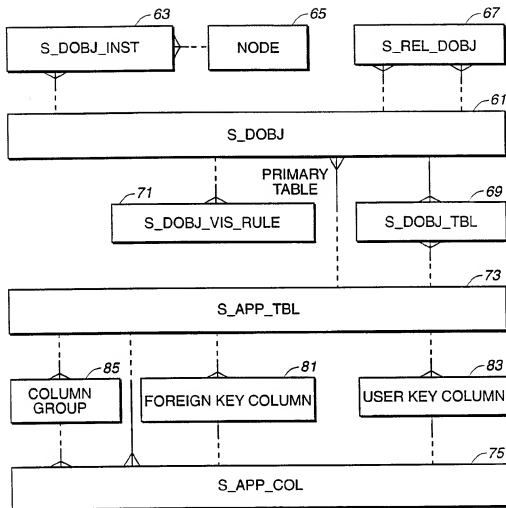 63
65
67
S_DOBJ_INST
NODE
S_REL_DOBJ
61
S_DOBJ
PRIMARY
TABLE
71
69
S_DOBJ_VIS_RULE
S_DOBJ_TBL
73
S_APP_TBL
85
81
83
COLUMN
GROUP
FOREIGN KEY COLUMN
USER KEY COLUMN
75
S_APP_COL